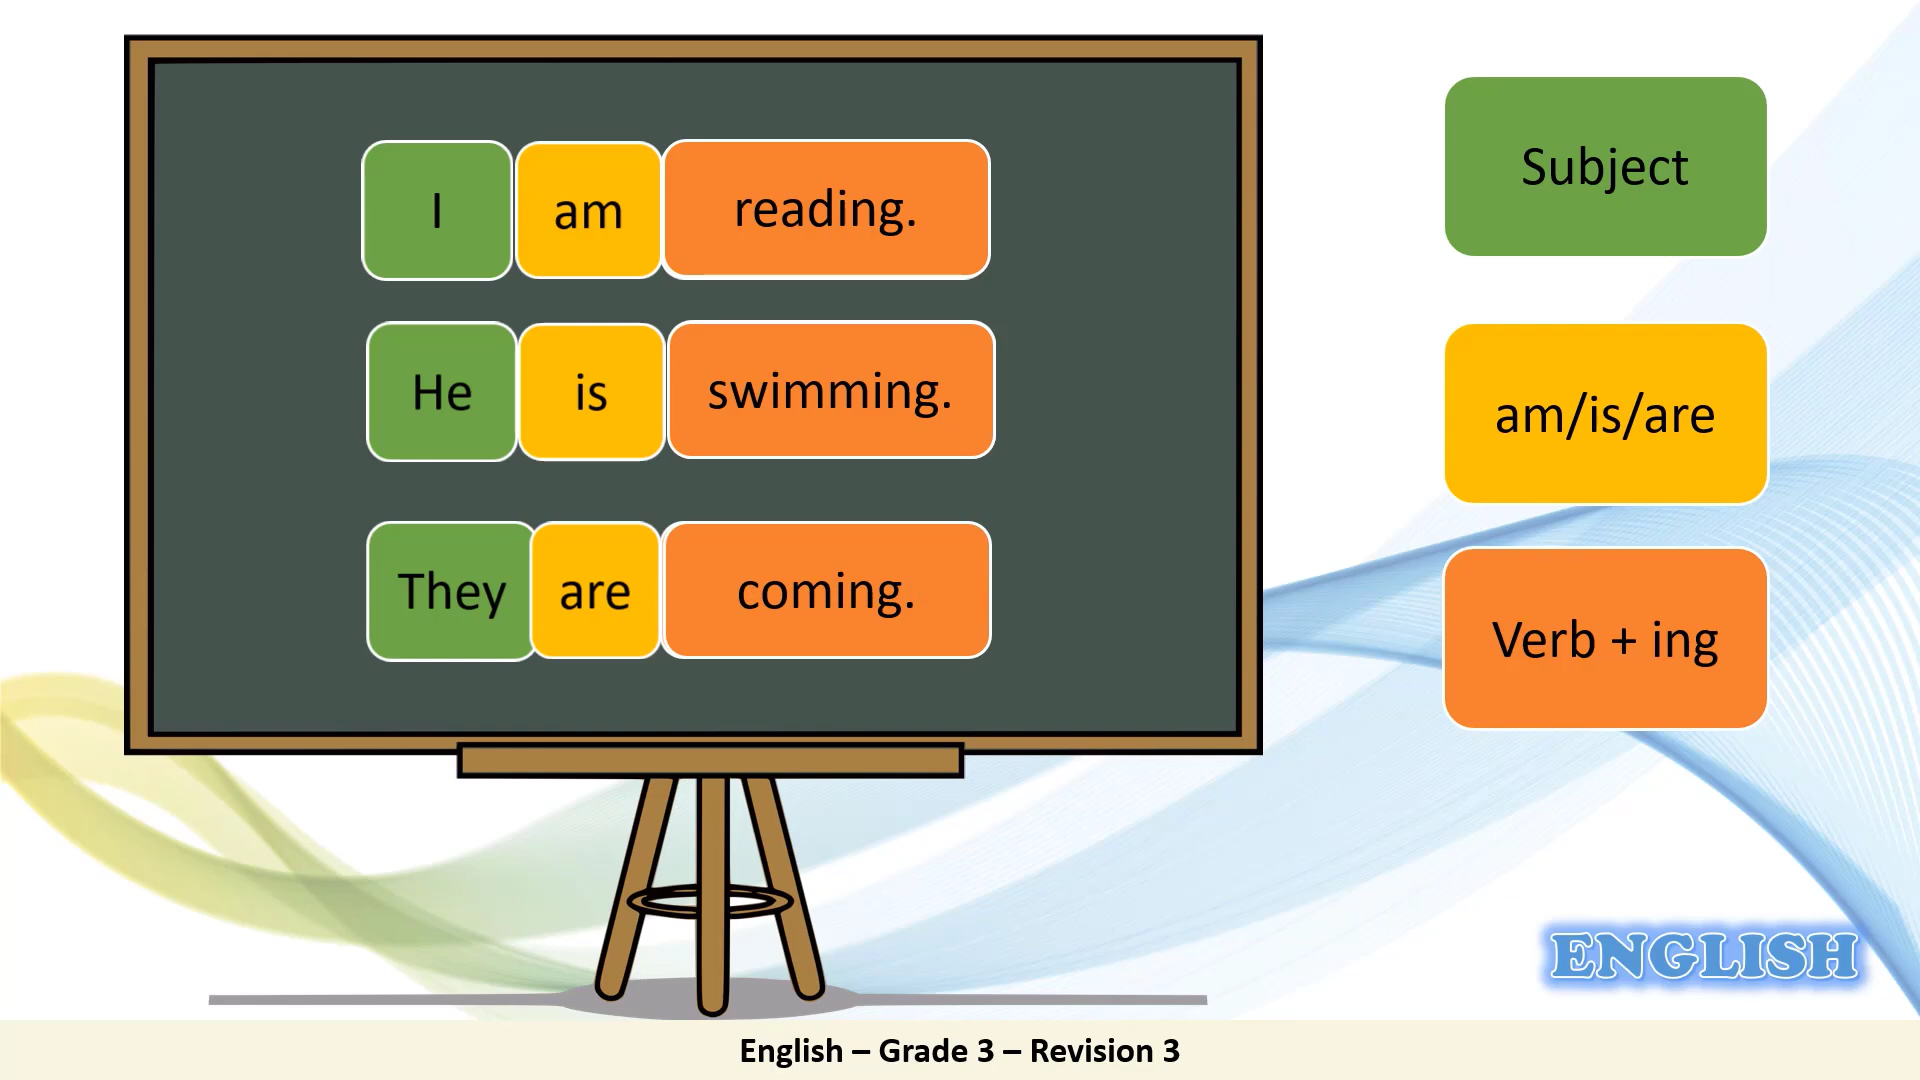 I am reading.
He is swimming.
They are coming.
Subject
am/is/are
Verb + ing
ENGLISH
English – Grade 3 – Revision 3